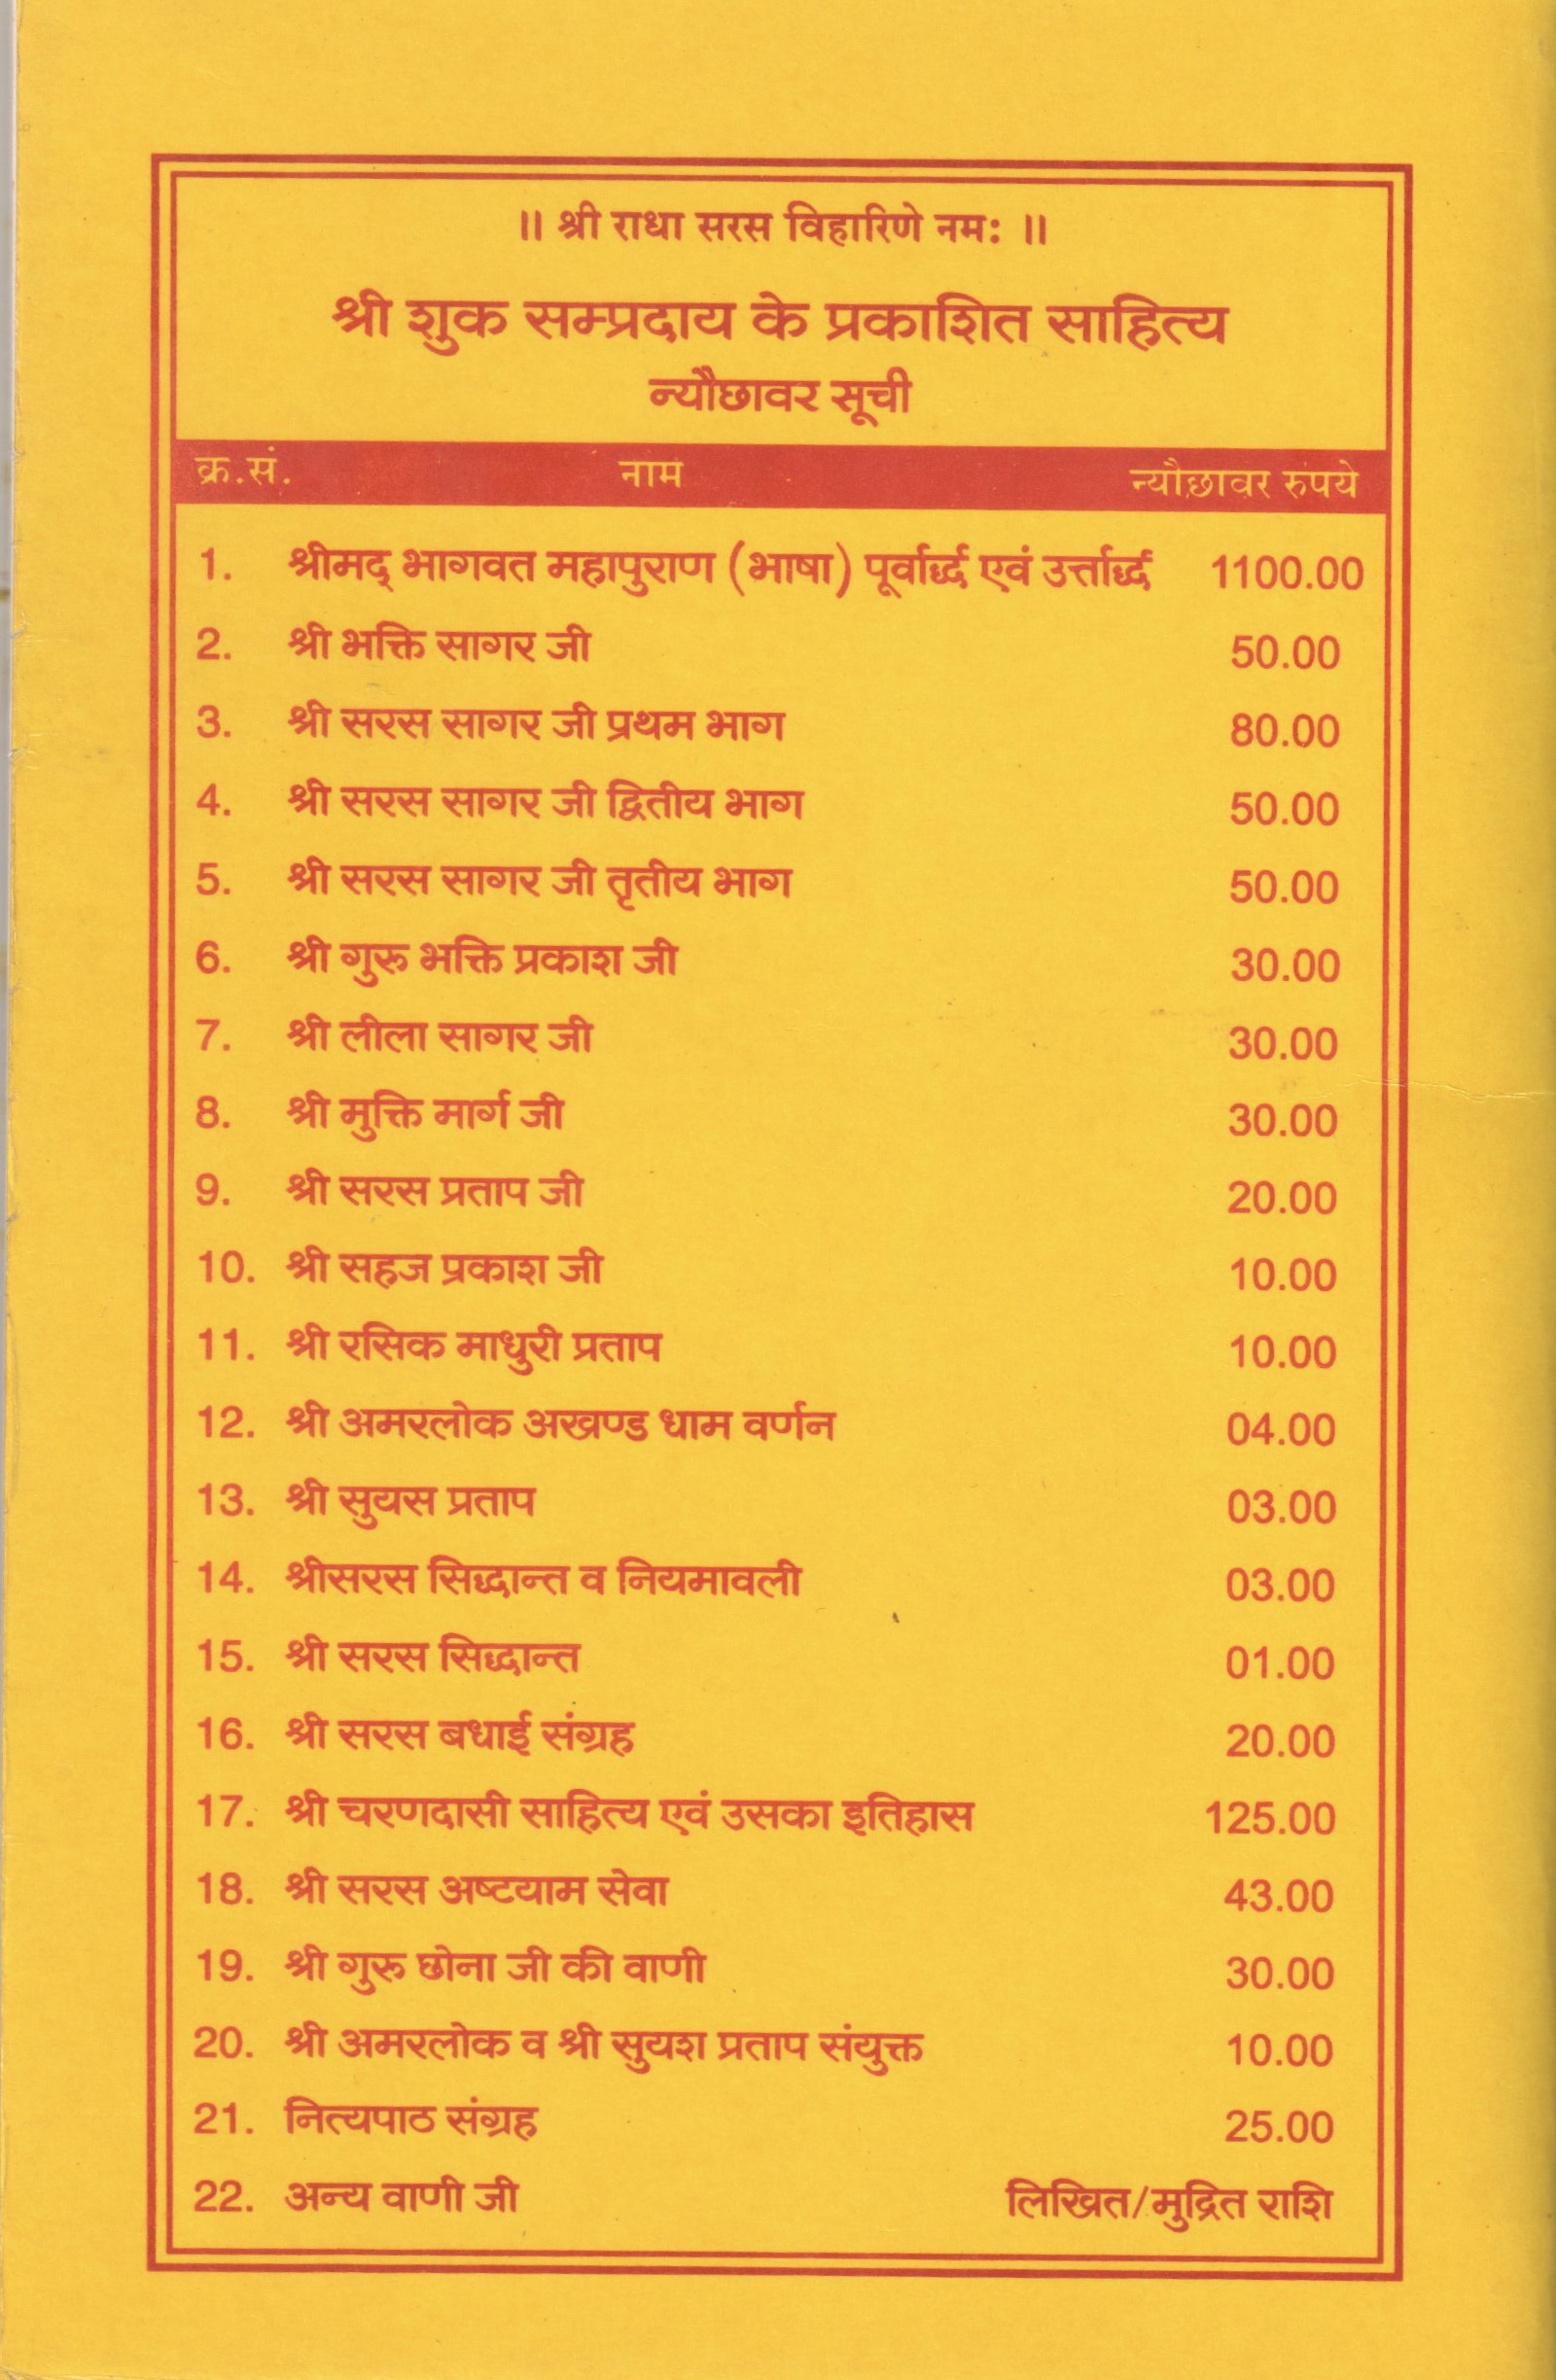 ॥ श्री राधा सरस विहारिणे नमः ॥
श्री शुक सम्प्रदाय के प्रकाशित साहित्य
न्यौछावर सूची
क्र.सं. नाम न्यौछावर रुपये
1. श्रीमद् भागवत महापुराण (भाषा) पूर्वार्द्ध एवं उर्त्तार्द्ध 1100.00
2. श्री भक्ति सागर जी 50.00
3. श्री सरस सागर जी प्रथम भाग 80.00
4. श्री सरस सागर जी द्वितीय भाग 50.00
5. श्री सरस सागर जी तृतीय भाग 50.00
6. श्री गुरू भक्ति प्रकाश जी 30.00
7. श्री लीला सागर जी 30.00
8. श्री मुक्ति मार्ग जी 30.00
9. श्री सरस प्रताप जी 20.00
10. श्री सहज प्रकाश जी 10.00
11. श्री रसिक माधुरी प्रताप 10.00
12. श्री अमरलोक अखण्ड धाम वर्णन 04.00
13. श्री सुयस प्रताप 03.00
14. श्रीसरस सिद्धान्त व नियमावली 03.00
15. श्री सरस सिद्धान्त 01.00
16. श्री सरस बधाई संग्रह 20.00
17. श्री चरणदासी साहित्य एवं उसका इतिहास 125.00
18. श्री सरस अष्टयाम सेवा 43.00
19. श्री गुरू छोना जी की वाणी 30.00
20. श्री अमरलोक व श्री सुयश प्रताप संयुक्त 10.00
21. नित्यपाठ संग्रह 25.00
22. अन्य वाणी जी लिखित/मुद्रित राशि